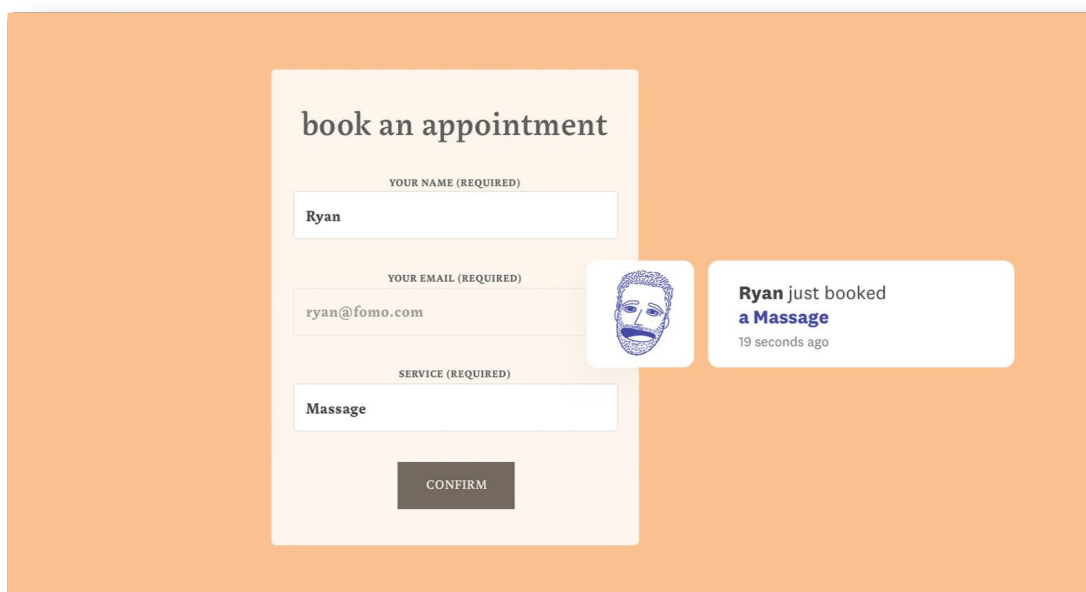 book an appointment
YOUR NAME (REQUIRED)
Ryan
YOUR EMAIL (REQUIRED)
ryan@fomo.com
SERVICE (REQUIRED)
Massage
CONFIRM
Ryan just booked
a Massage
19 seconds ago